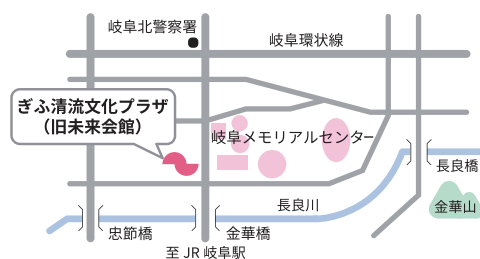 岐阜北警察署
岐阜環状線
ぎふ清流文化プラザ
（旧未来会館）
岐阜メモリアルセンター
長良橋
長良川
金華山
忠節橋
金華橋
至 JR 岐阜駅